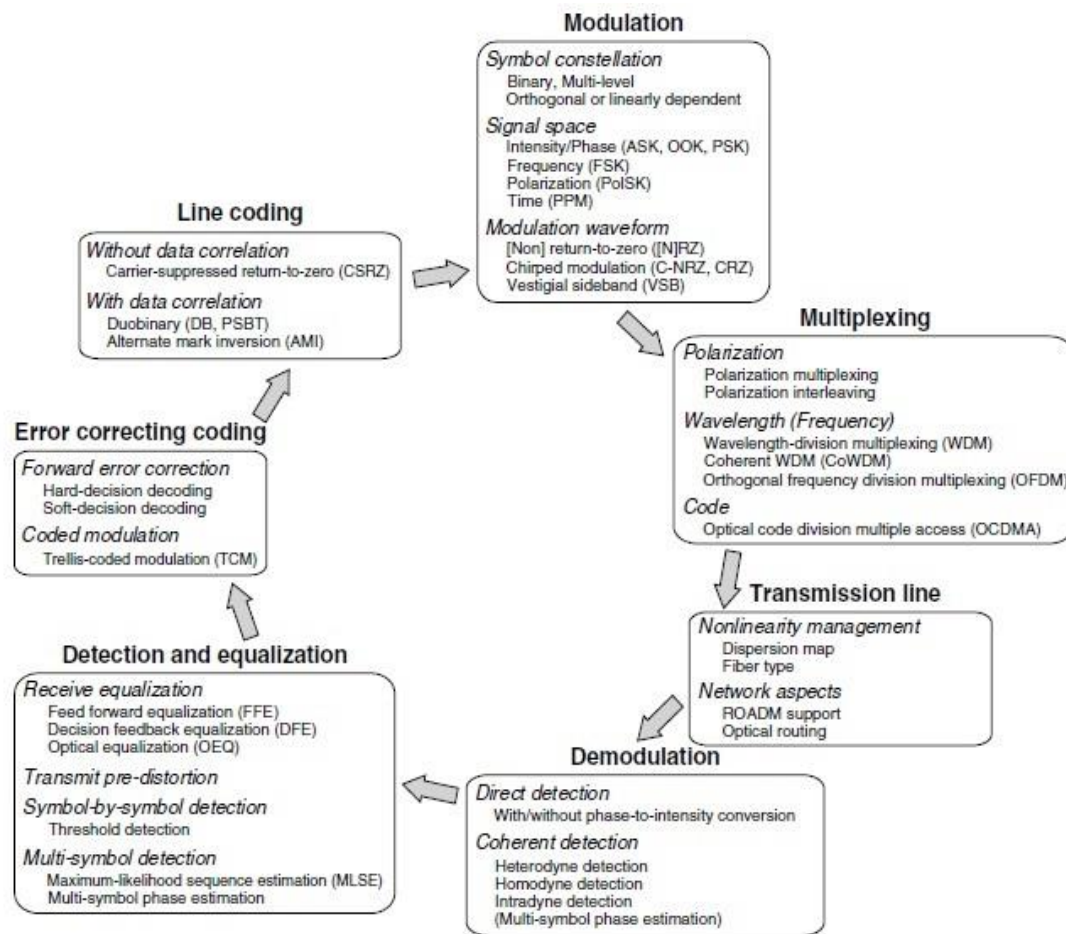 Modulation
Symbol constellation
Binary, Multi-level
Orthogonal or linearly dependent
Signal space
Intensity/Phase (ASK, OOK, PSK)
Frequency (FSK)
Polarization (PolSK)
Time (PPM)
Modulation waveform
[Non] return-to-zero ([N]RZ)
Chirped modulation (C-NRZ, CRZ)
Vestigial sideband (VSB)
Multiplexing
Polarization
Polarization multiplexing
Polarization interleaving
Wavelength (Frequency)
Wavelength-division multiplexing (WDM)
Coherent WDM (CoWDM)
Orthogonal frequency division multiplexing (OFDM)
Code
Optical code division multiple access (OCDMA)
Transmission line
Nonlinearity management
Dispersion map
Fiber type
Network aspects
ROADM support
Optical routing
Demodulation
Direct detection
With/without phase-to-intensity conversion
Coherent detection
Heterodyne detection
Homodyne detection
Intradyne detection
(Multi-symbol phase estimation)
Detection and equalization
Receive equalization
Feed forward equalization (FFE)
Decision feedback equalization (DFE)
Optical equalization (OEQ)
Transmit pre-distortion
Symbol-by-symbol detection
Threshold detection
Multi-symbol detection
Maximum-likelihood sequence estimation (MLSE)
Multi-symbol phase estimation
Error correcting coding
Forward error correction
Hard-decision decoding
Soft-decision decoding
Coded modulation
Trellis-coded modulation (TCM)
Line coding
Without data correlation
Carrier-suppressed return-to-zero (CSRZ)
With data correlation
Duobinary (DB, PSBT)
Alternate mark inversion (AMI)